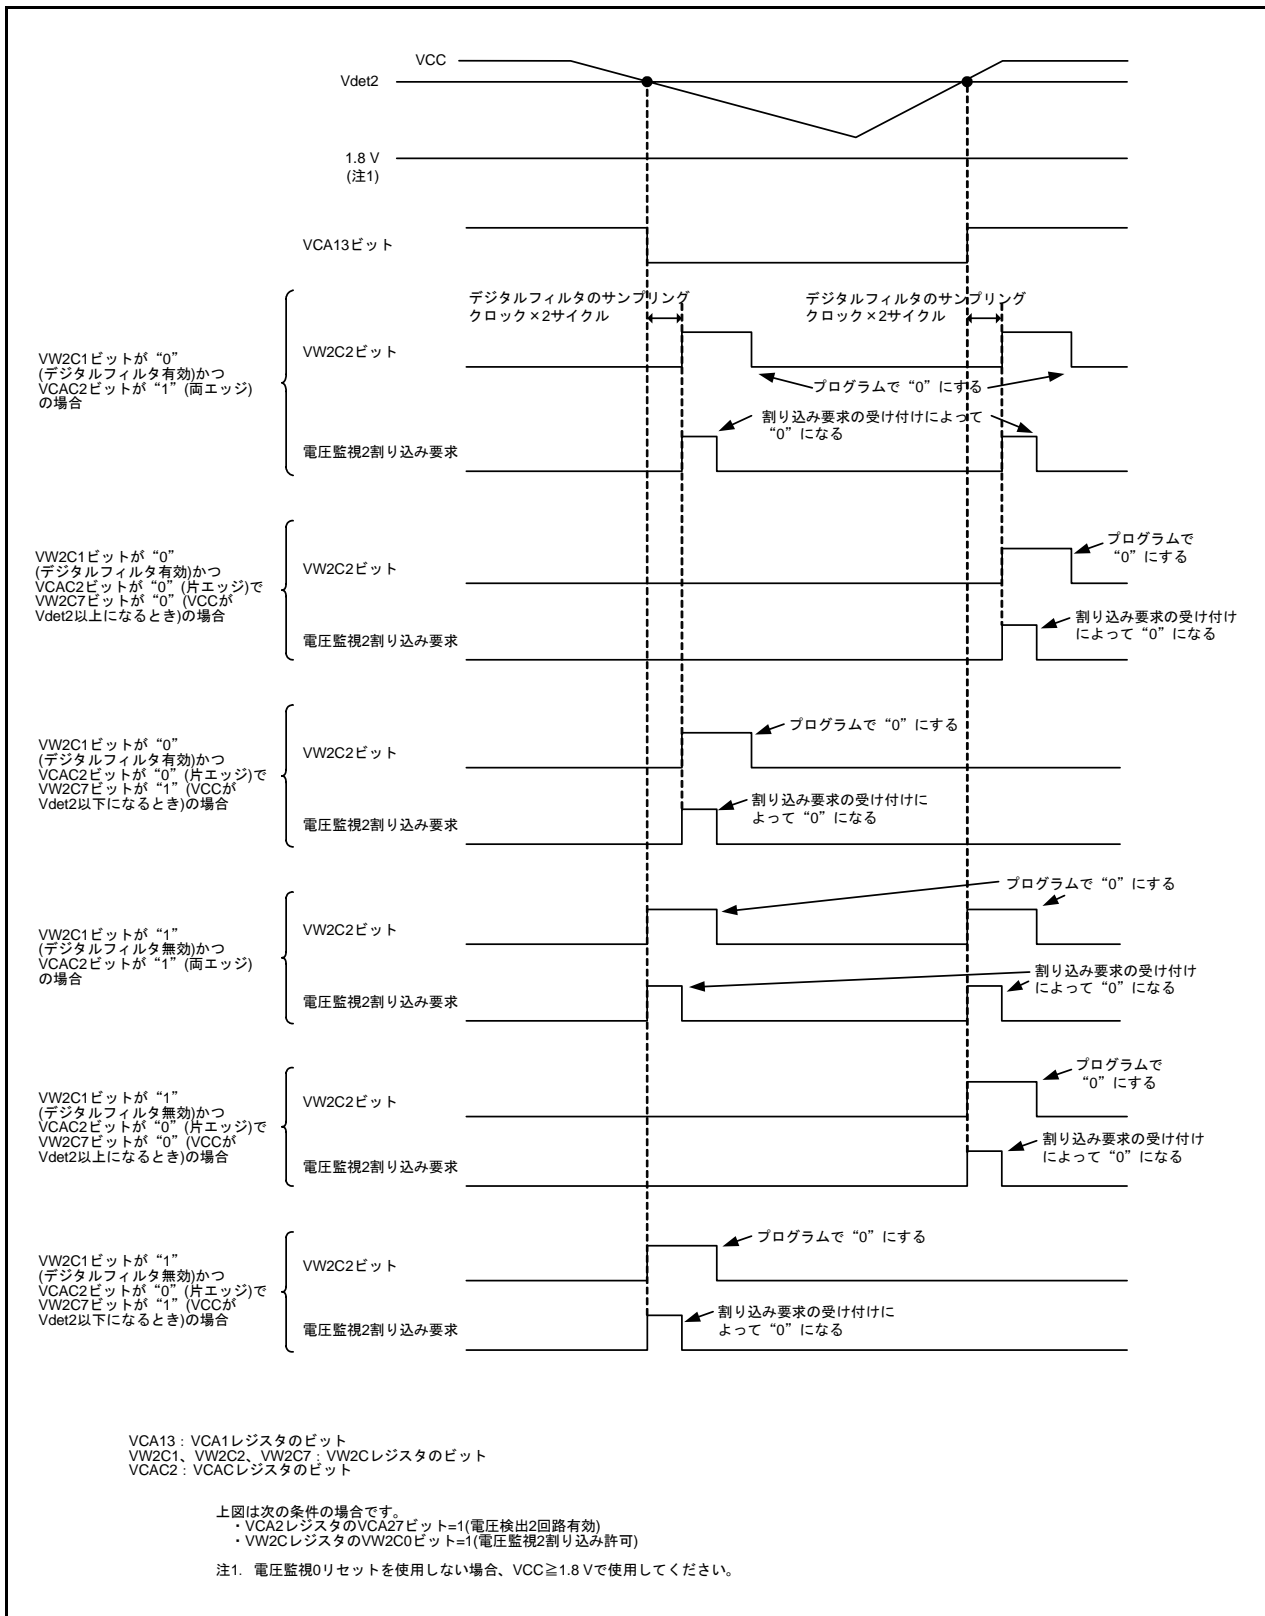 VCC
Vdet2
1.8 V
(注1)
VCA13ビット
デジタルフィルタのサンプリング
クロック×2サイクル
デジタルフィルタのサンプリング
クロック×2サイクル
VW2C1ビットが“0”
(デジタルフィルタ有効)かつ
VCAC2ビットが“1”(両エッジ)
の場合
VW2C2ビット
プログラムで“0”にする
割り込み要求の受け付けによって
“0”になる
電圧監視2割り込み要求
VW2C1ビットが“0”
(デジタルフィルタ有効)かつ
VCAC2ビットが“0”(片エッジ)で
VW2C7ビットが“0”(VCCが
Vdet2以上になるとき)の場合
VW2C2ビット
プログラムで
“0”にする
電圧監視2割り込み要求
割り込み要求の受け付け
によって“0”になる
VW2C1ビットが“0”
(デジタルフィルタ有効)かつ
VCAC2ビットが“0”(片エッジ)で
VW2C7ビットが“1”(VCCが
Vdet2以下になるとき)の場合
VW2C2ビット
プログラムで“0”にする
電圧監視2割り込み要求
割り込み要求の受け付けに
よって“0”になる
VW2C1ビットが“1”
(デジタルフィルタ無効)かつ
VCAC2ビットが“1”(両エッジ)
の場合
VW2C2ビット
プログラムで“0”にする
電圧監視2割り込み要求
割り込み要求の受け付け
によって“0”になる
VW2C1ビットが“1”
(デジタルフィルタ無効)かつ
VCAC2ビットが“0”(片エッジ)で
VW2C7ビットが“0”(VCCが
Vdet2以上になるとき)の場合
VW2C2ビット
プログラムで
“0”にする
電圧監視2割り込み要求
割り込み要求の受け付け
によって“0”になる
VW2C1ビットが“1”
(デジタルフィルタ無効)かつ
VCAC2ビットが“0”(片エッジ)で
VW2C7ビットが“1”(VCCが
Vdet2以下になるとき)の場合
VW2C2ビット
プログラムで“0”にする
電圧監視2割り込み要求
割り込み要求の受け付けに
よって“0”になる
VCA13：VCA1レジスタのビット
VW2C1、VW2C2、VW2C7：VW2Cレジスタのビット
VCAC2：VCACレジスタのビット
上図は次の条件の場合です。
・VCA2レジスタのVCA27ビット=1(電圧検出2回路有効)
・VW2CレジスタのVW2C0ビット=1(電圧監視2割り込み許可)
注1. 電圧監視0リセットを使用しない場合、VCC≧1.8 Vで使用してください。